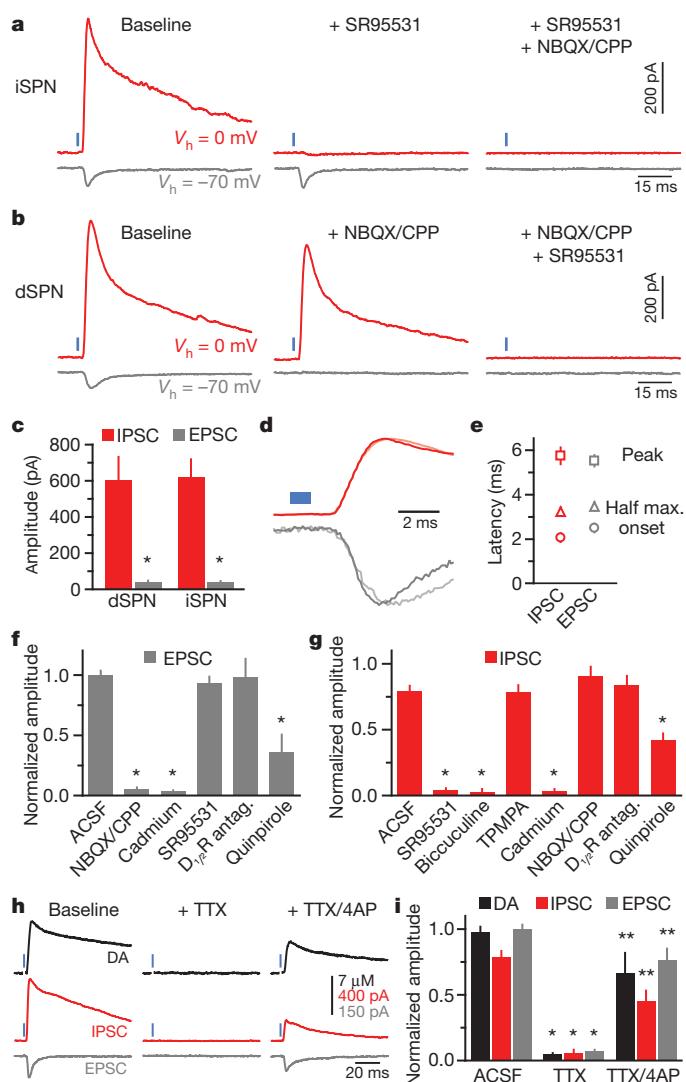 a
Baseline
+ SR95531
+ SR95531
+ NBQX/CPP
iSPN
200 pA
Vh = 0 mV
Vh = –70 mV
15 ms
b
Baseline
+ NBQX/CPP
+ NBQX/CPP
+ SR95531
dSPN
200 pA
Vh = 0 mV
Vh = –70 mV
15 ms
c
IPSC
EPSC
Amplitude (pA)
800
600
400
200
0
*
*
dSPN
iSPN
d
2 ms
e
Latency (ms)
6
4
2
0
Peak
Half max.
onset
IPSC
EPSC
f
EPSC
Normalized amplitude
1.0
0.5
0.0
*
*
*
ACSF
NBQX/CPP
Cadmium
SR95531
D1/2R antag.
Quinpirole
g
IPSC
Normalized amplitude
1.0
0.5
0.0
*
*
*
*
ACSF
SR95531
Biccuculine
TPMPA
Cadmium
NBQX/CPP
D1/2R antag.
Quinpirole
h
Baseline
+ TTX
+ TTX/4AP
DA
7 μM
400 pA
150 pA
IPSC
EPSC
20 ms
i
DA
IPSC
EPSC
Normalized amplitude
1.0
0.5
0
*
*
*
**
**
**
ACSF
TTX
TTX/4AP